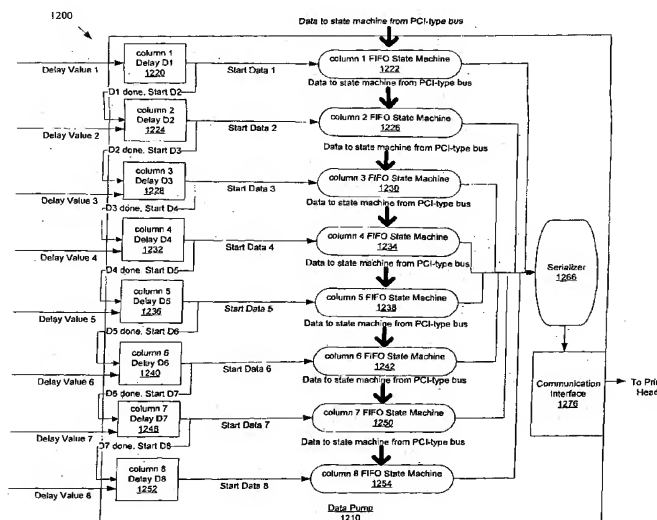 1200
Data to state machine from PCI-type bus
column 1
Delay D1
1220
Delay Value 1
Start Data 1
column 1 FIFO State Machine
1222
Data to state machine from PCI-type bus
D1 done, Start D2
column 2
Delay D2
1224
Delay Value 2
Start Data 2
column 2 FIFO State Machine
1226
Data to state machine from PCI-type bus
D2 done, Start D3
column 3
Delay D3
1228
Delay Value 3
Start Data 3
column 3 FIFO State Machine
1230
Data to state machine from PCI-type bus
D3 done, Start D4
column 4
Delay D4
1232
Delay Value 4
Start Data 4
column 4 FIFO State Machine
1234
Data to state machine from PCI-type bus
D4 done, Start D5
column 5
Delay D5
1236
Delay Value 5
Start Data 5
column 5 FIFO State Machine
1238
Data to state machine from PCI-type bus
D5 done, Start D6
column 6
Delay D6
1240
Delay Value 6
Start Data 6
column 6 FIFO State Machine
1242
Data to state machine from PCI-type bus
D6 done, Start D7
column 7
Delay D7
1248
Delay Value 7
Start Data 7
column 7 FIFO State Machine
1250
Data to state machine from PCI-type bus
D7 done, Start D8
column 8
Delay D8
1252
Delay Value 8
Start Data 8
column 8 FIFO State Machine
1254
Serializer
1266
Communication
Interface
1276
To Print
Head
Data Pump
1210